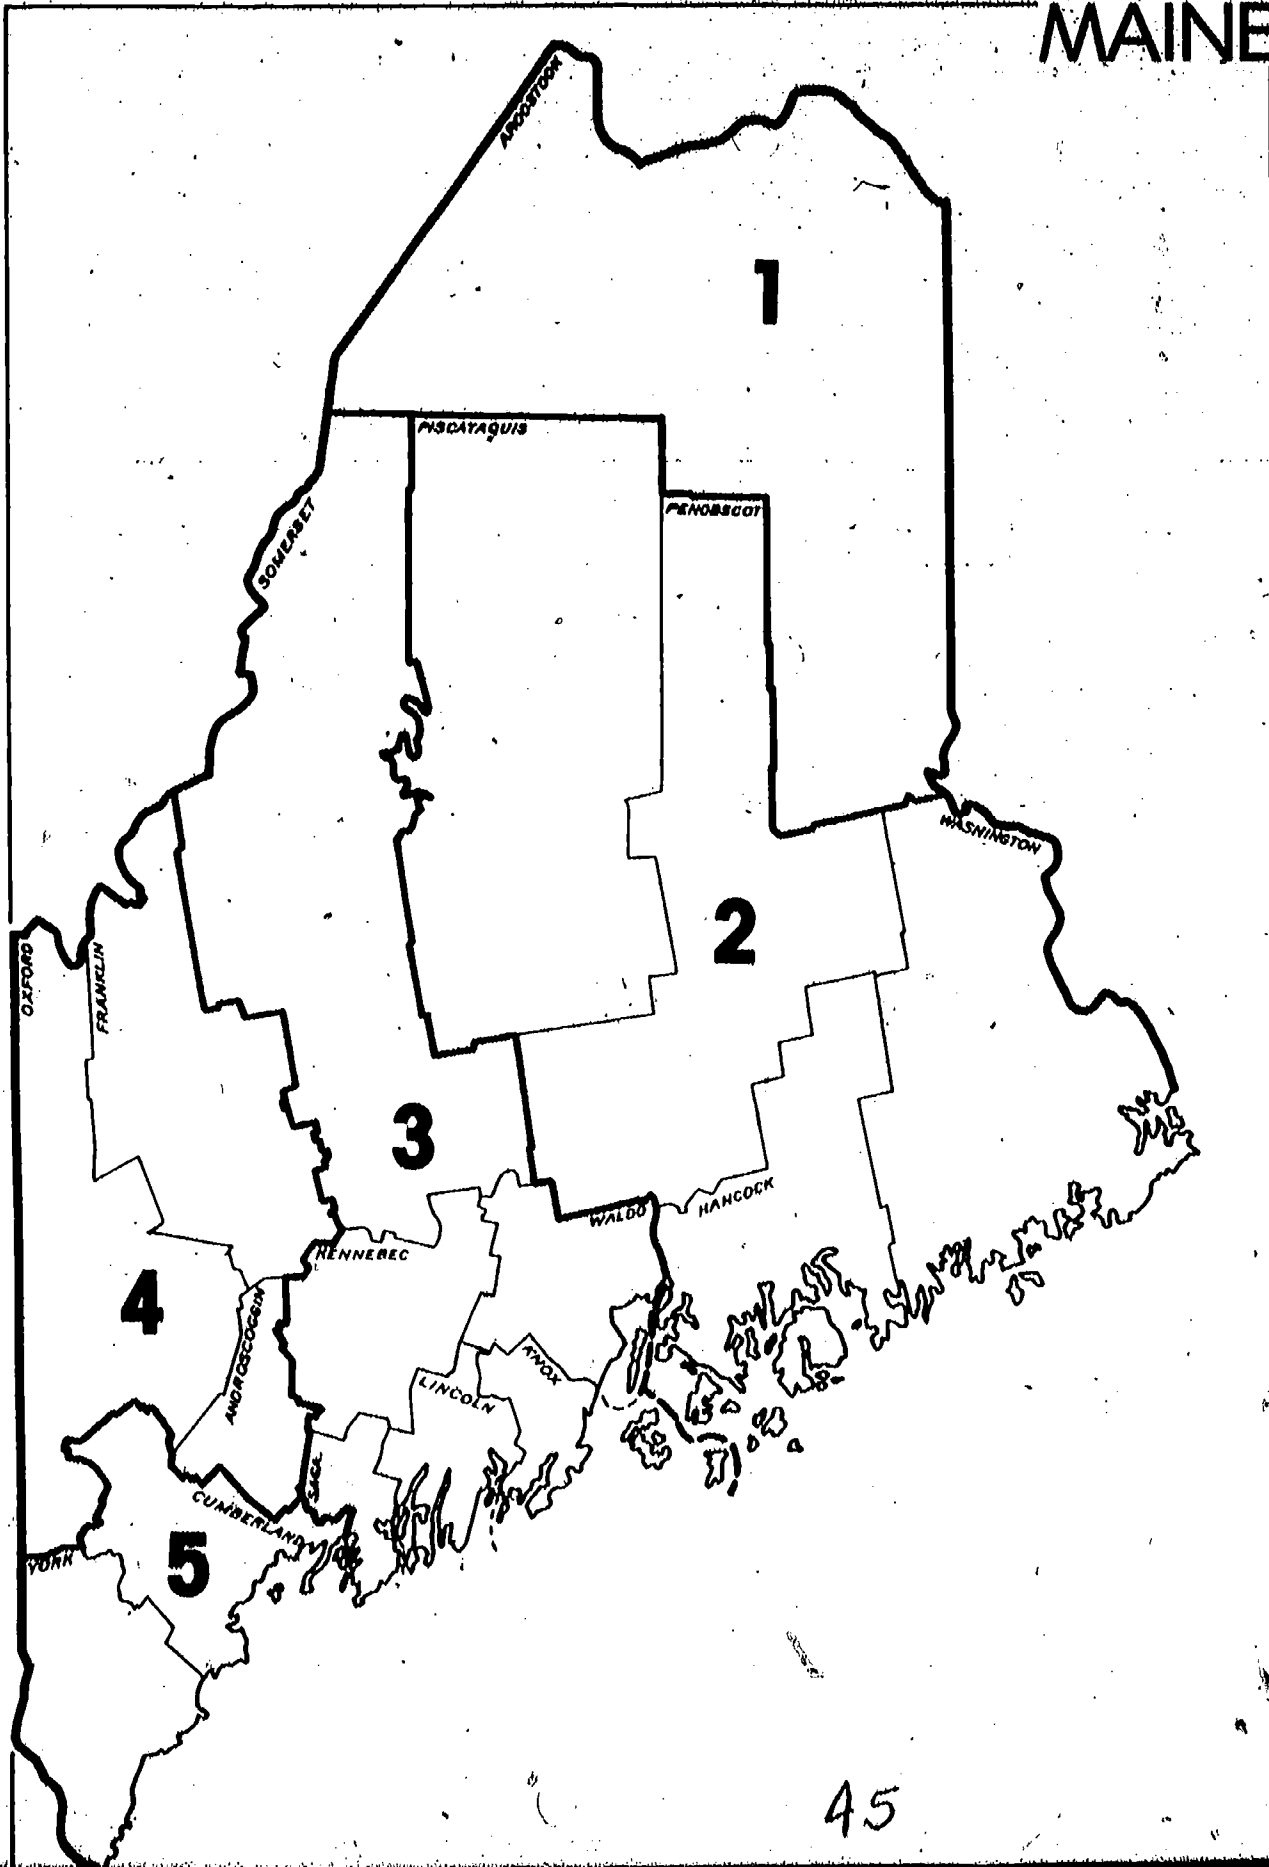 MAINE
AROOSTOOK
1
PISCATAQUIS
PENOBSCOT
SOMERSET
WASHINGTON
2
OXFORD
FRANKLIN
3
WALDO
HANCOCK
KENNEBEC
4
ANDROSCOGGIN
KNOX
LINCOLN
SAGA.
CUMBERLAND
YORK
5
45